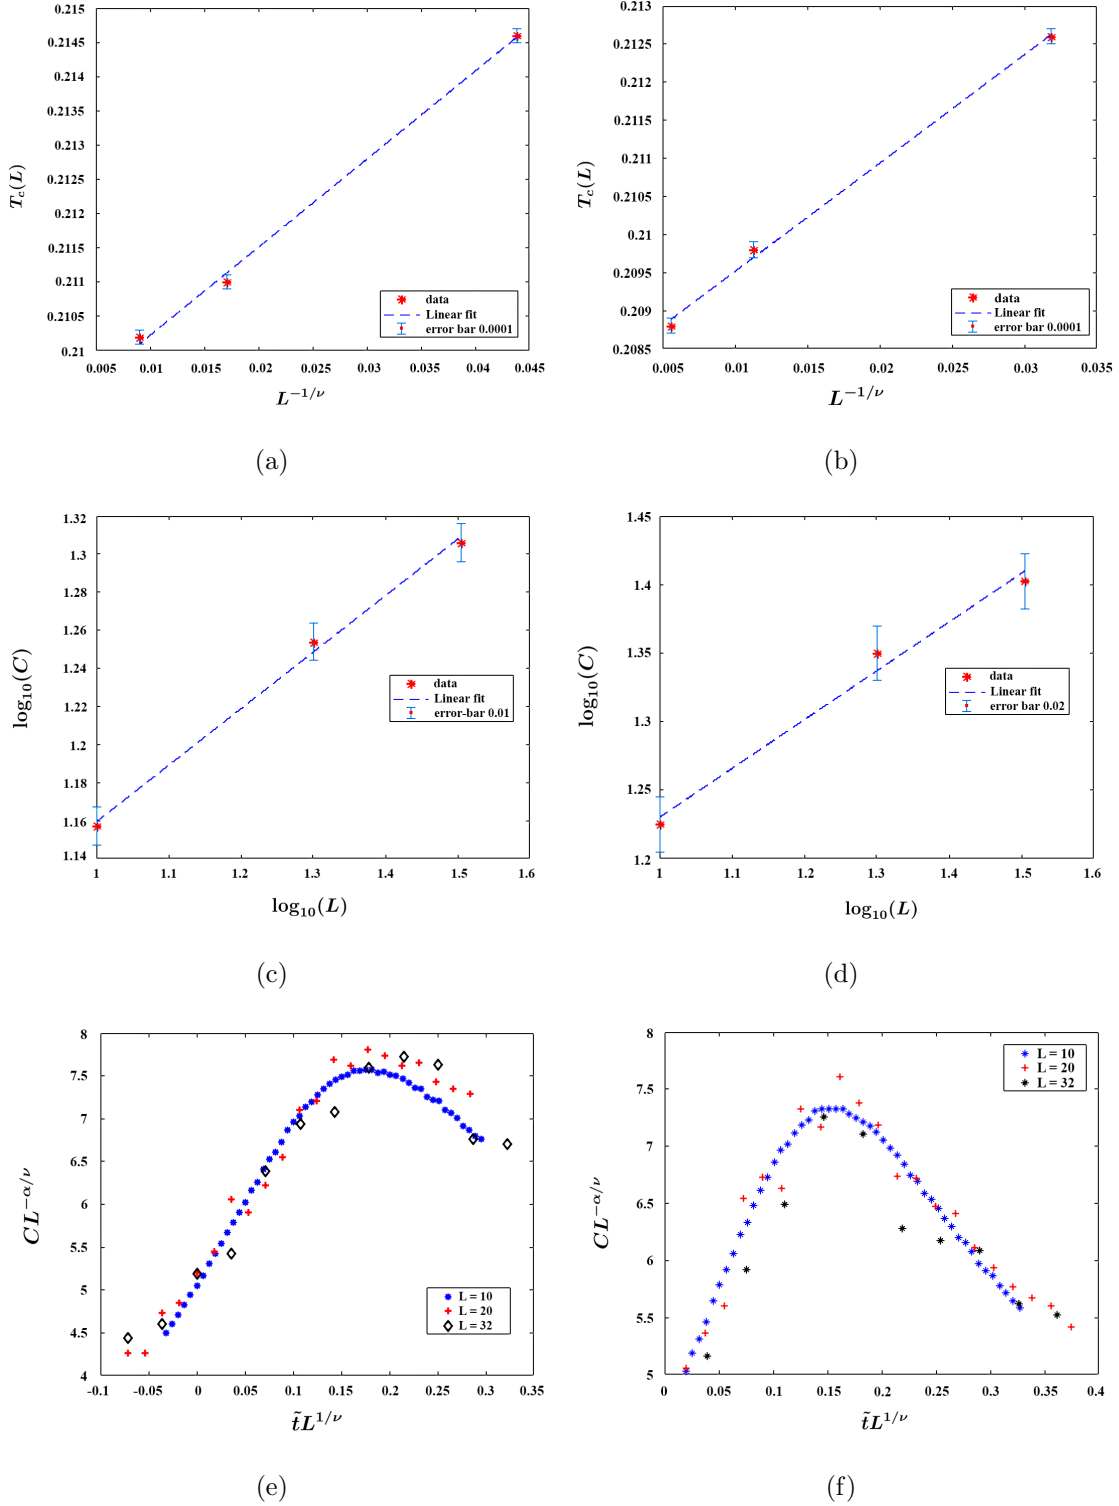 0.215
0.2145
0.214
0.2135
0.213
0.2125
0.212
0.2115
0.211
0.2105
0.21
T_c(L)
data
Linear fit
error bar 0.0001
0.005 0.01 0.015 0.02 0.025 0.03 0.035 0.04 0.045
L^{-1/ν}
(a)
0.213
0.2125
0.212
0.2115
0.211
0.2105
0.21
0.2095
0.209
0.2085
T_c(L)
data
Linear fit
error bar 0.0001
0.005 0.01 0.015 0.02 0.025 0.03 0.035
L^{-1/ν}
(b)
1.32
1.3
1.28
1.26
1.24
1.22
1.2
1.18
1.16
1.14
log₁₀(C)
data
Linear fit
error-bar 0.01
1 1.1 1.2 1.3 1.4 1.5 1.6
log₁₀(L)
(c)
1.45
1.4
1.35
1.3
1.25
1.2
log₁₀(C)
data
Linear fit
error bar 0.02
1 1.1 1.2 1.3 1.4 1.5 1.6
log₁₀(L)
(d)
8
7.5
7
6.5
6
5.5
5
4.5
4
CL^{-α/ν}
L = 10
L = 20
L = 32
-0.1 -0.05 0 0.05 0.1 0.15 0.2 0.25 0.3 0.35
t̃L^{1/ν}
(e)
8
7.5
7
6.5
6
5.5
5
CL^{-α/ν}
L = 10
L = 20
L = 32
0 0.05 0.1 0.15 0.2 0.25 0.3 0.35 0.4
t̃L^{1/ν}
(f)